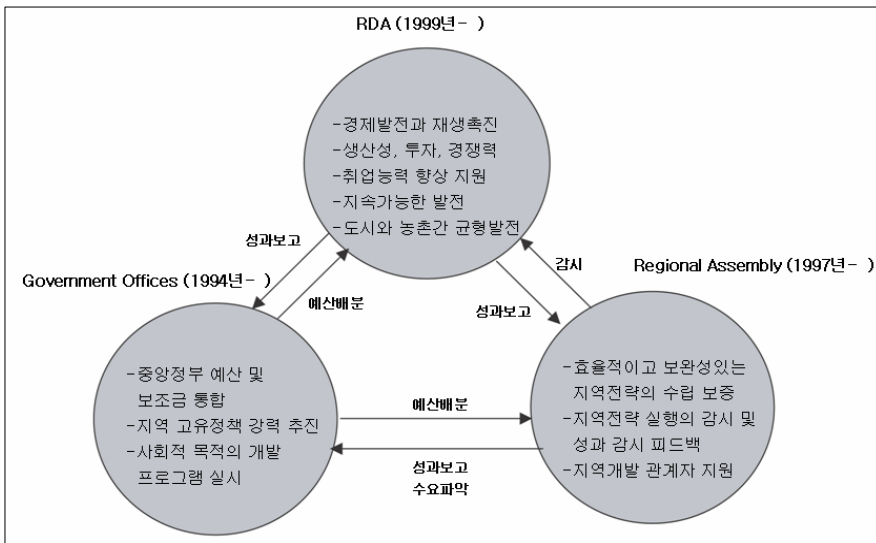 RDA (1999년- )
-경제발전과 재생촉진
-생산성, 투자, 경쟁력
-취업능력 향상 지원
-지속가능한 발전
-도시와 농촌간 균형발전
성과보고
예산배분
감시
성과보고
Government Offices (1994년- )
-중앙정부 예산 및
보조금 통합
-지역 고유정책 강력 추진
-사회적 목적의 개발
프로그램 실시
예산배분
성과보고
수요파악
Regional Assembly (1997년- )
-효율적이고 보완성있는
지역전략의 수립 보증
-지역전략 실행의 감시 및
성과 감시 피드백
-지역개발 관계자 지원